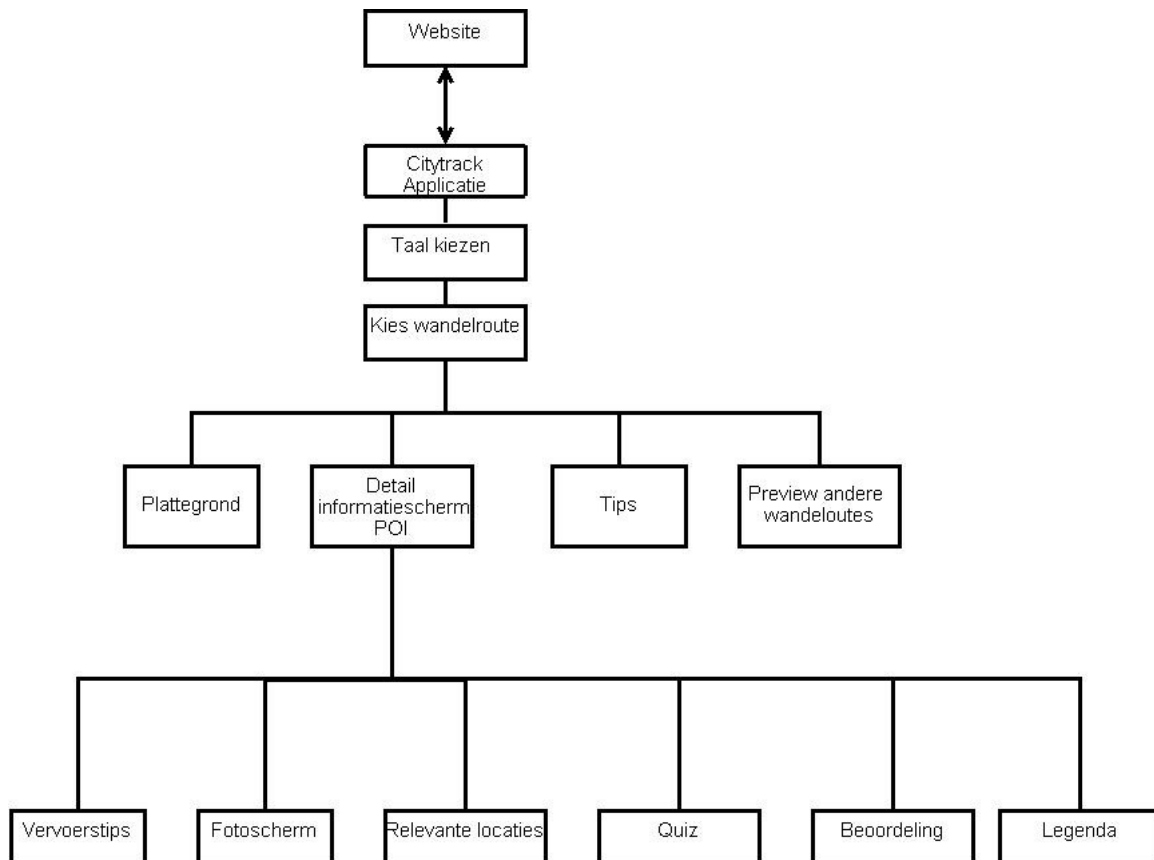 Website
Citytrack
Applicatie
Taal kiezen
Kies wandelroute
Plattegrond
Detail
informatiescherm
POI
Tips
Preview andere
wandeloutes
Vervoerstips
Fotoscherm
Relevante locaties
Quiz
Beoordeling
Legenda